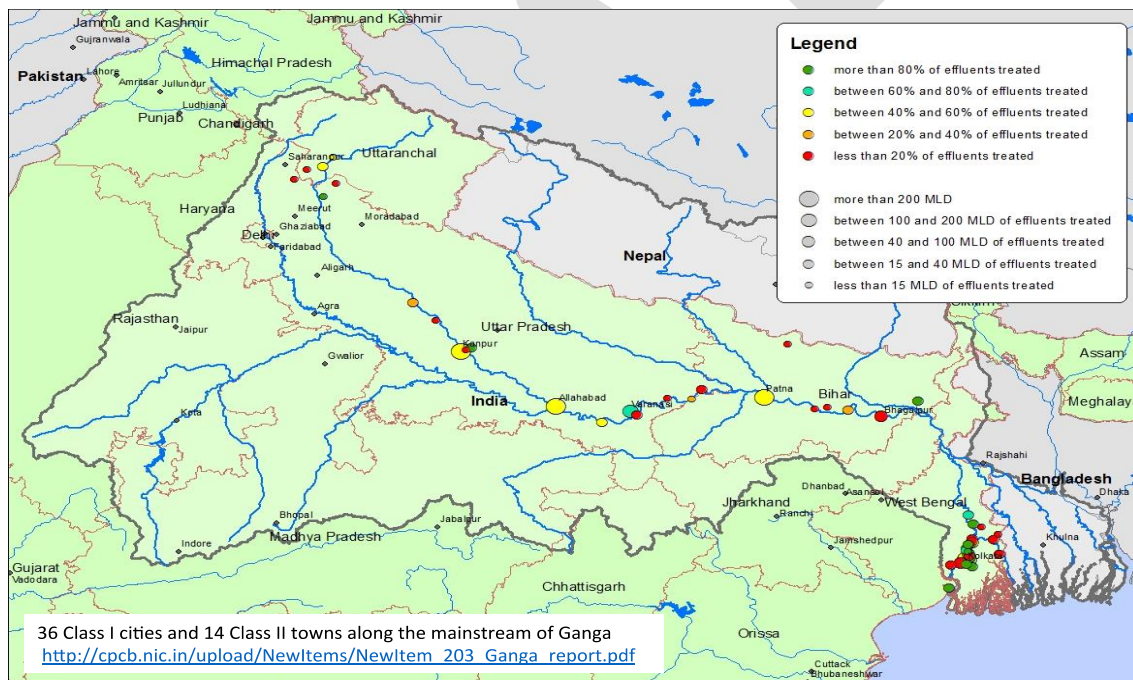 Jammu and Kashmir
Jammu and Kashmir
Gujranwala
Himachal Pradesh
Pakistan
Lahore
Amritsar
Jullundur
Ludhiana
Punjab
Chandigarh
Saharanpur
Uttaranchal
Haryana
Meerut
Moradabad
Ghaziabad
Delhi
Faridabad
Nepal
Aligarh
Agra
Rajasthan
Jaipur
Uttar Pradesh
Kanpur
Gwalior
Assam
Patna
Bihar
India
Allahabad
Varanasi
Meghalay
Kota
Bhagalpur
Rajshahi
Bangladesh
Dhanbad
Asansol
Dhaka
Jharkhand
West Bengal
Ranchi
Bhopal
Jabalpur
Madhya Pradesh
Jamshedpur
Khulna
Indore
Kolkata
Gujarat
Vadodara
Chhattisgarh
Orissa
Cuttack
Bhubaneshwar
Legend
more than 80% of effluents treated
between 60% and 80% of effluents treated
between 40% and 60% of effluents treated
between 20% and 40% of effluents treated
less than 20% of effluents treated
more than 200 MLD
between 100 and 200 MLD of effluents treated
between 40 and 100 MLD of effluents treated
between 15 and 40 MLD of effluents treated
less than 15 MLD of effluents treated
36 Class I cities and 14 Class II towns along the mainstream of Ganga
http://cpcb.nic.in/upload/NewItems/NewItem_203_Ganga_report.pdf